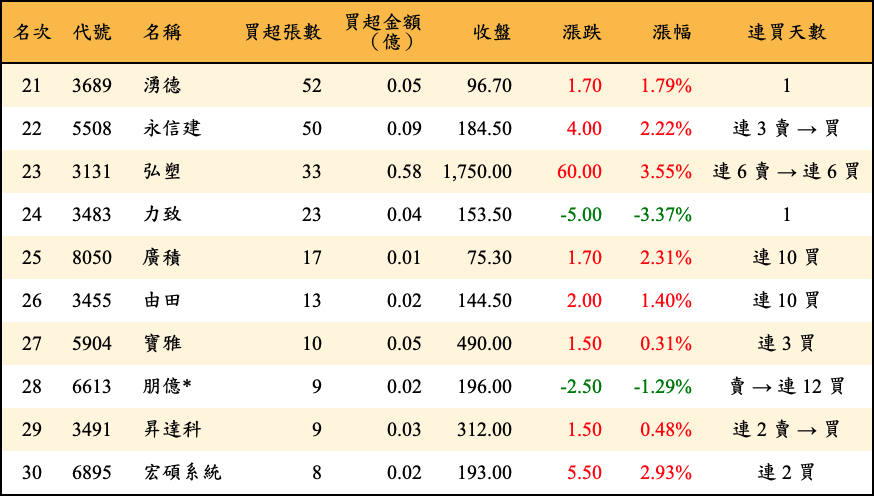 名次 代號 名稱 買超張數 買超金額（億） 收盤 漲跌 漲幅 連買天數
21 3689 湧德 52 0.05 96.70 1.70 1.79% 1
22 5508 永信建 50 0.09 184.50 4.00 2.22% 連 3 賣 → 買
23 3131 弘塑 33 0.58 1,750.00 60.00 3.55% 連 6 賣 → 連 6 買
24 3483 力致 23 0.04 153.50 -5.00 -3.37% 1
25 8050 廣積 17 0.01 75.30 1.70 2.31% 連 10 買
26 3455 由田 13 0.02 144.50 2.00 1.40% 連 10 買
27 5904 寶雅 10 0.05 490.00 1.50 0.31% 連 3 買
28 6613 朋億* 9 0.02 196.00 -2.50 -1.29% 賣 → 連 12 買
29 3491 昇達科 9 0.03 312.00 1.50 0.48% 連 2 賣 → 買
30 6895 宏碩系統 8 0.02 193.00 5.50 2.93% 連 2 買